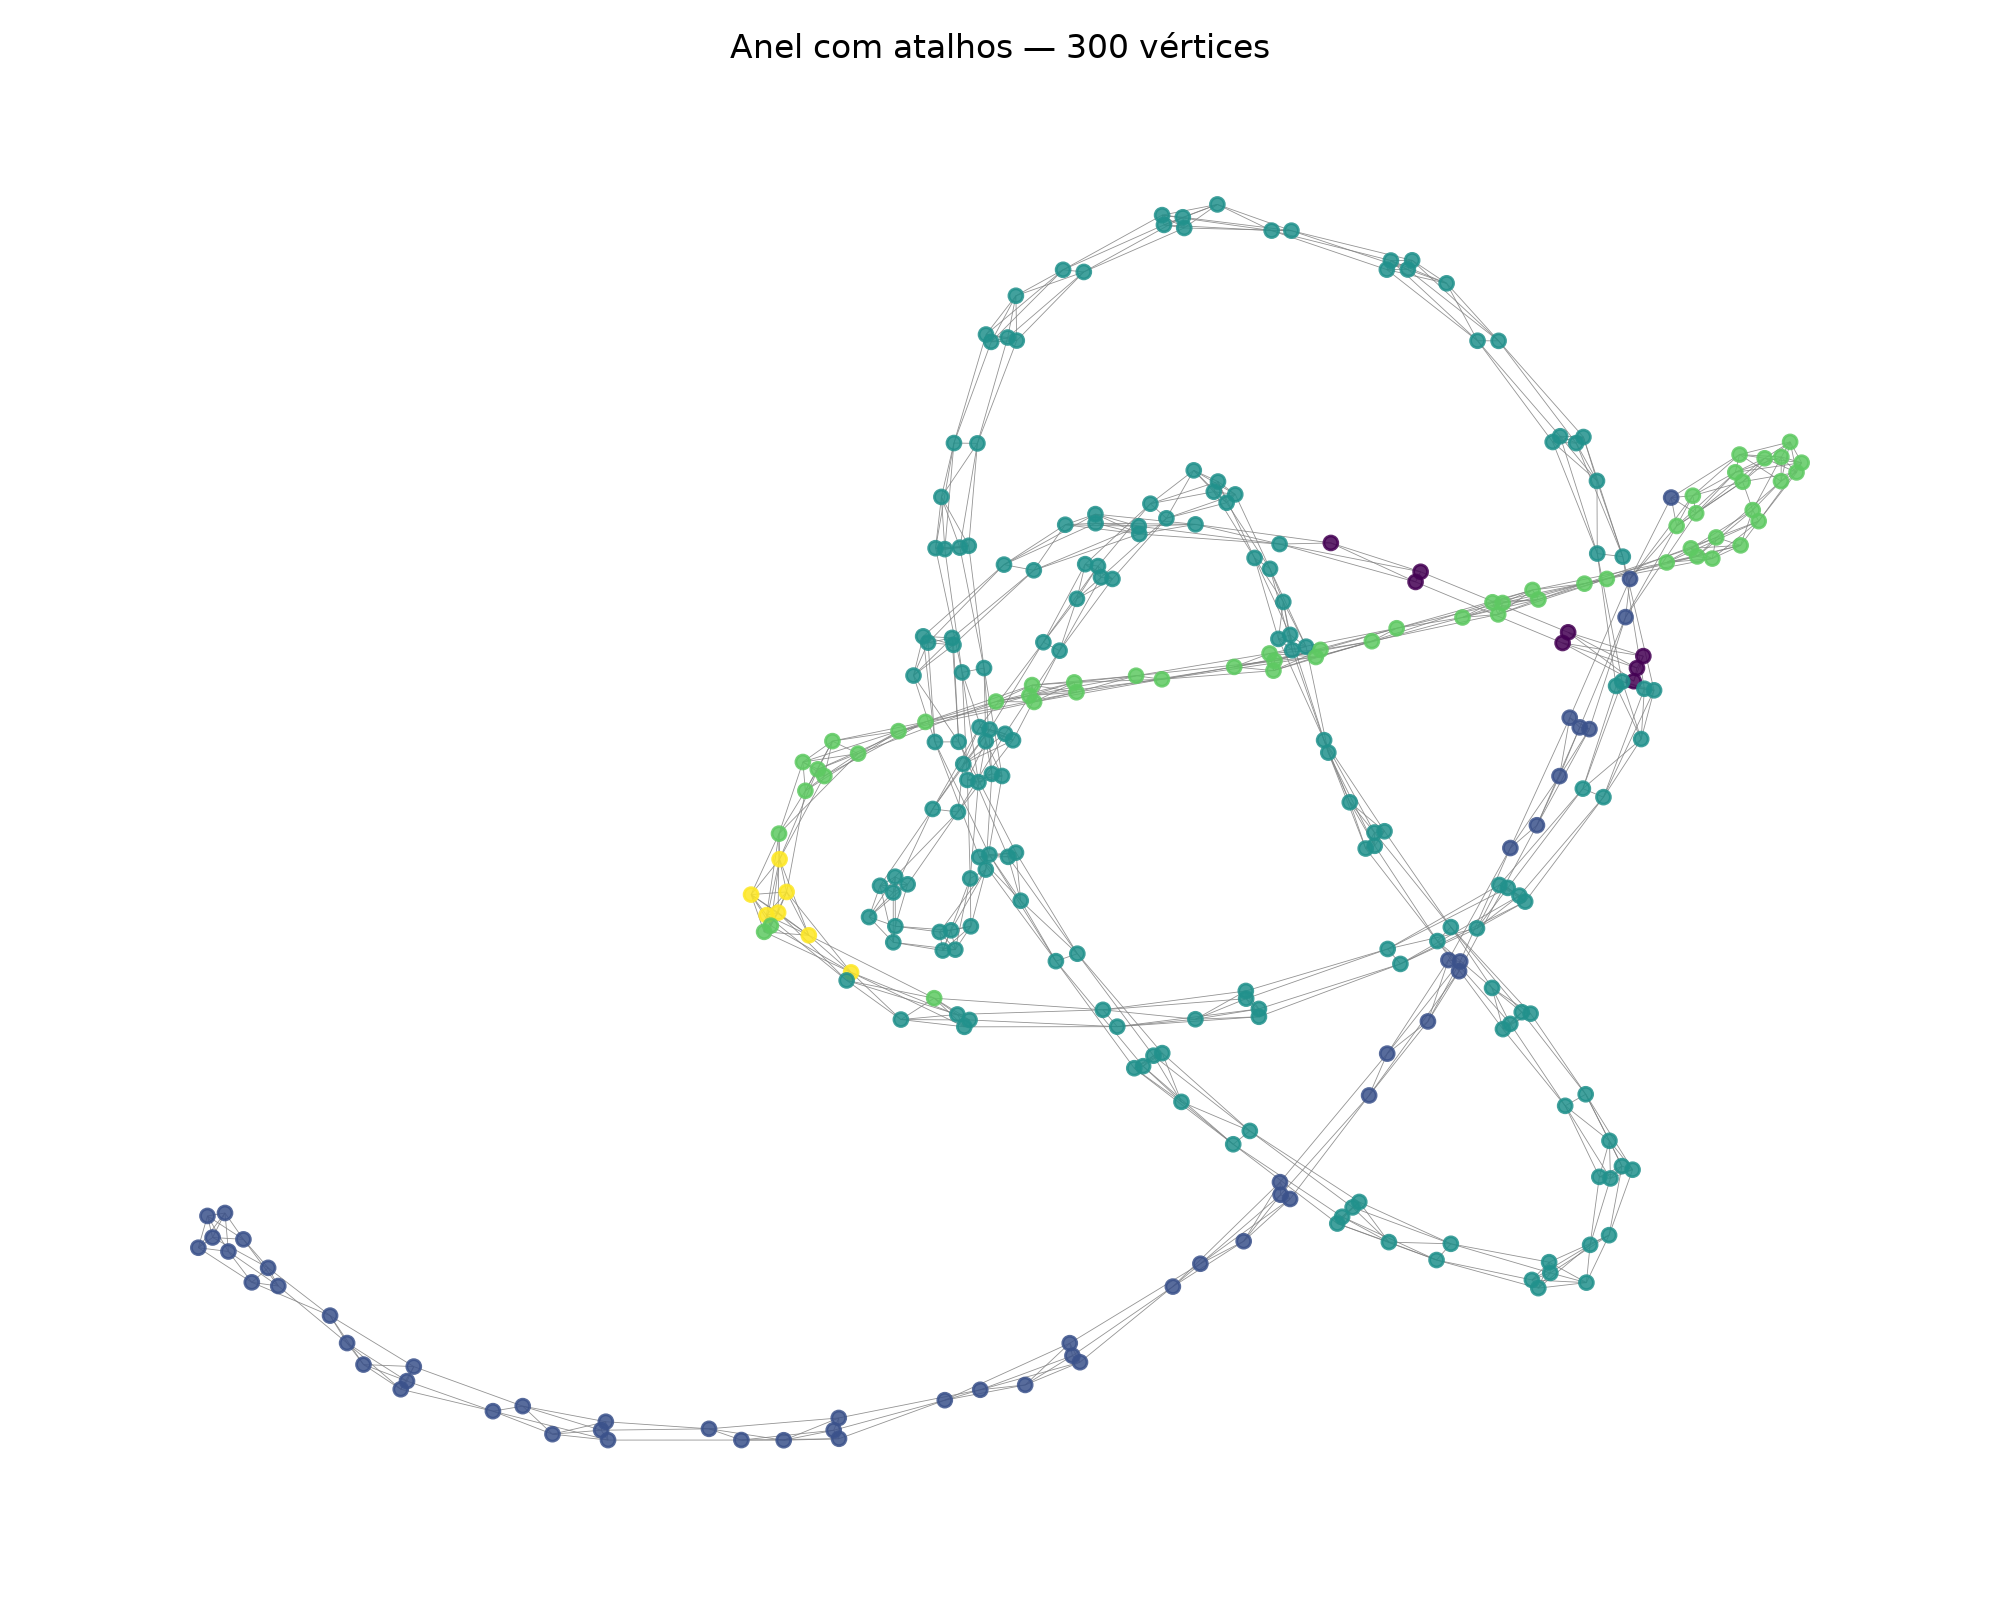 Anel com atalhos — 300 vértices